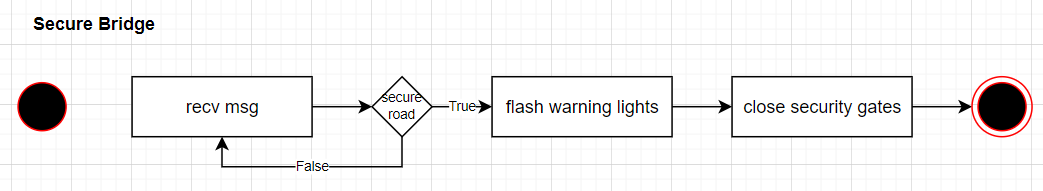 Secure Bridge
recv msg
secure
road
True
flash warning lights
close security gates
False